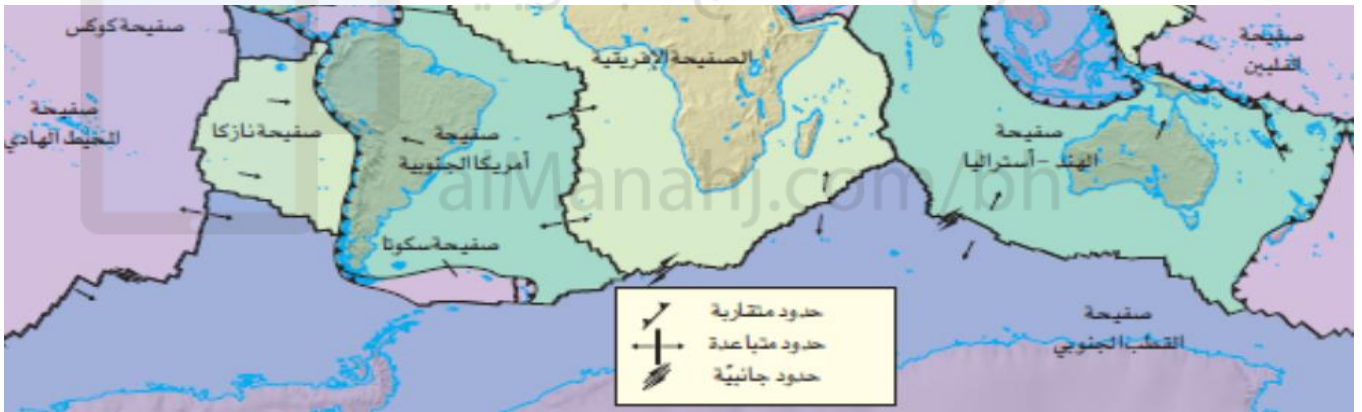 صفيحة كوكس
صفيحة
المحيط الهادي
صفيحة نازكا
صفيحة
أمريكا الجنوبية
صفيحة سكوتا
الصفيحة الإفريقية
صفيحة
الهند - أستراليا
صفيحة
الفلبين
صفيحة
القطب الجنوبي
حدود متقاربة
حدود متباعدة
حدود جانبيّة
alManahj.com/bh